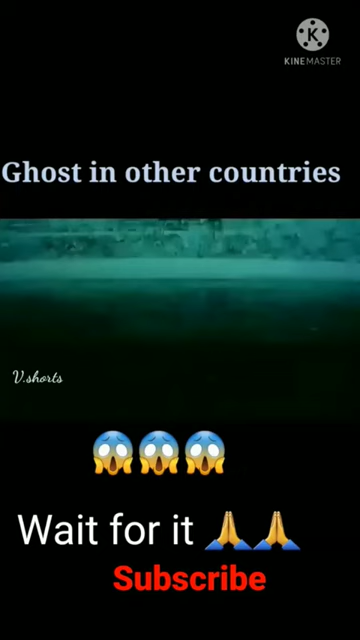 KINEMASTER
Ghost in other countries
V.shorts
😱😱😱
Wait for it 🙏🙏
Subscribe